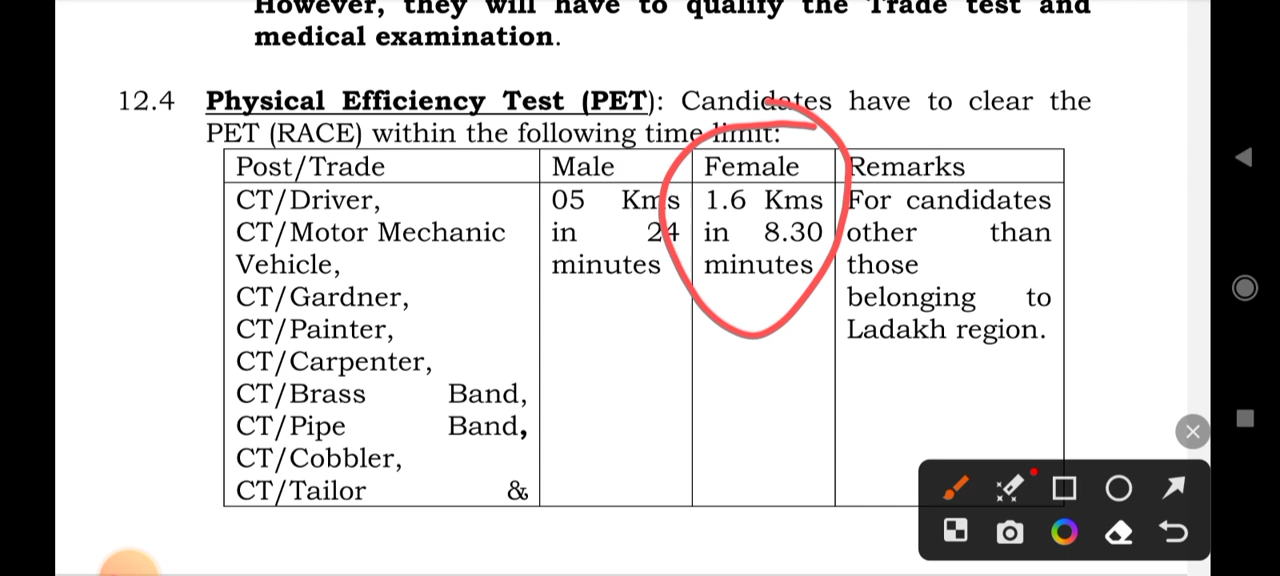 However, they will have to qualify the Trade test and
medical examination.
12.4 Physical Efficiency Test (PET): Candidates have to clear the
PET (RACE) within the following time limit:
Post/Trade Male Female Remarks
CT/Driver, 05 Kms 1.6 Kms For candidates
CT/Motor Mechanic in 24 in 8.30 other than
Vehicle, minutes minutes those
CT/Gardner, belonging to
CT/Painter, Ladakh region.
CT/Carpenter,
CT/Brass Band,
CT/Pipe Band,
CT/Cobbler,
CT/Tailor &